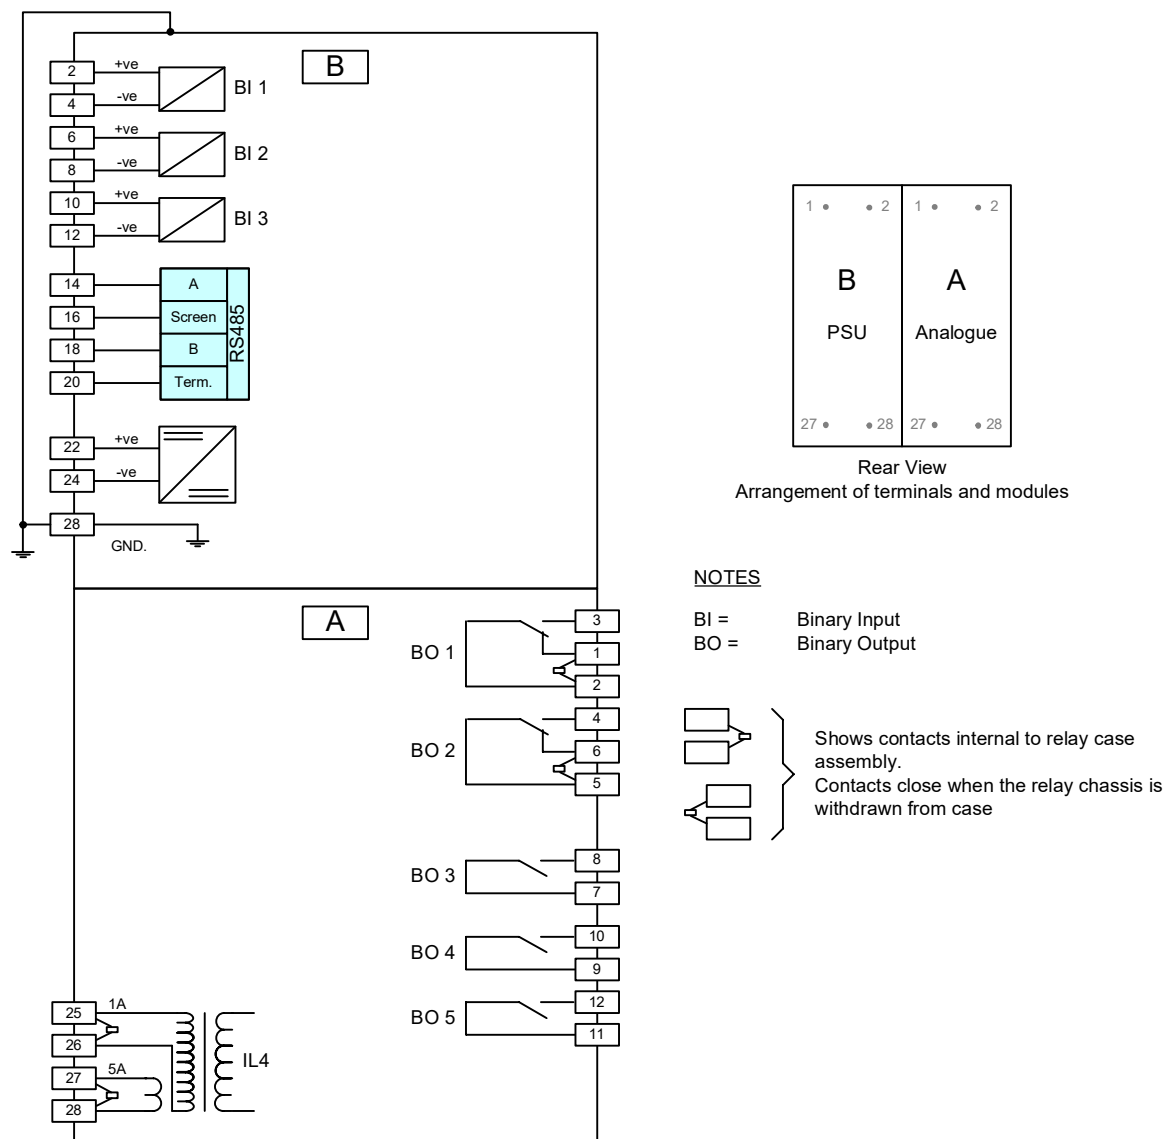 B
2 +ve
BI 1
4 -ve
6 +ve
BI 2
8 -ve
10 +ve
BI 3
12 -ve
14 A
16 Screen
18 B
20 Term.
RS485
22 +ve
24 -ve
28
GND.
A
3
BO 1
1
2
4
BO 2
6
5
8
BO 3
7
10
BO 4
9
12
BO 5
11
25 1A
26
IL4
27 5A
28
1 2 1 2
B A
PSU Analogue
27 28 27 28
Rear View
Arrangement of terminals and modules
NOTES
BI = Binary Input
BO = Binary Output
Shows contacts internal to relay case
assembly.
Contacts close when the relay chassis is
withdrawn from case